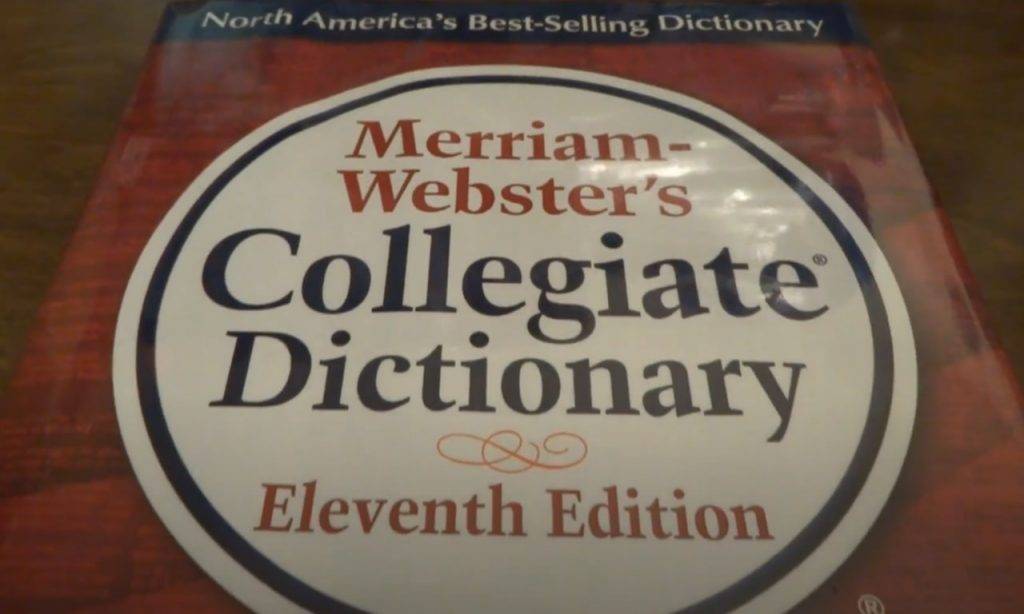 North America's Best-Selling Dictionary
Merriam-
Webster's
Collegiate®
Dictionary
Eleventh Edition
®